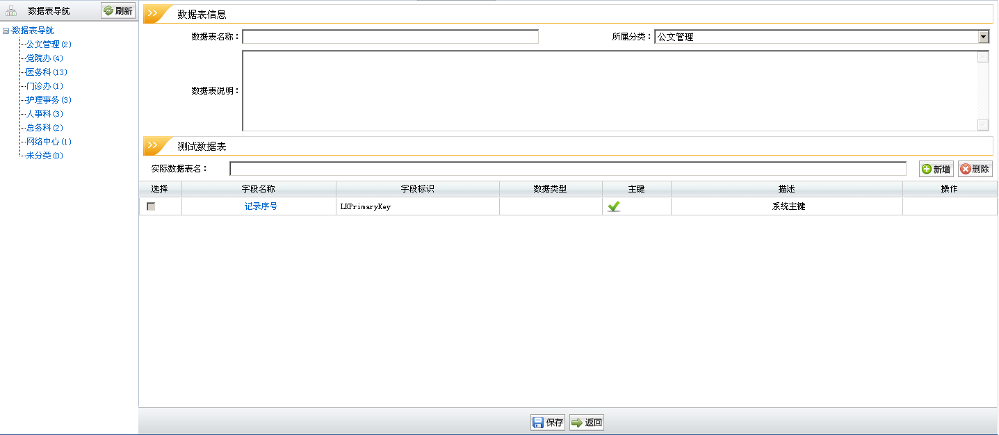 数据表导航 刷新
数据表导航
公文管理(2)
党院办(4)
医务科(13)
门诊办(1)
护理事务(3)
人事科(3)
总务科(2)
网络中心(1)
未分类(0)
数据表信息
数据表名称： 所属分类：公文管理
数据表说明：
测试数据表
实际数据表名： 新增 删除
选择 字段名称 字段标识 数据类型 主键 描述 操作
记录序号 LKPrimaryKey 系统主键
保存 返回